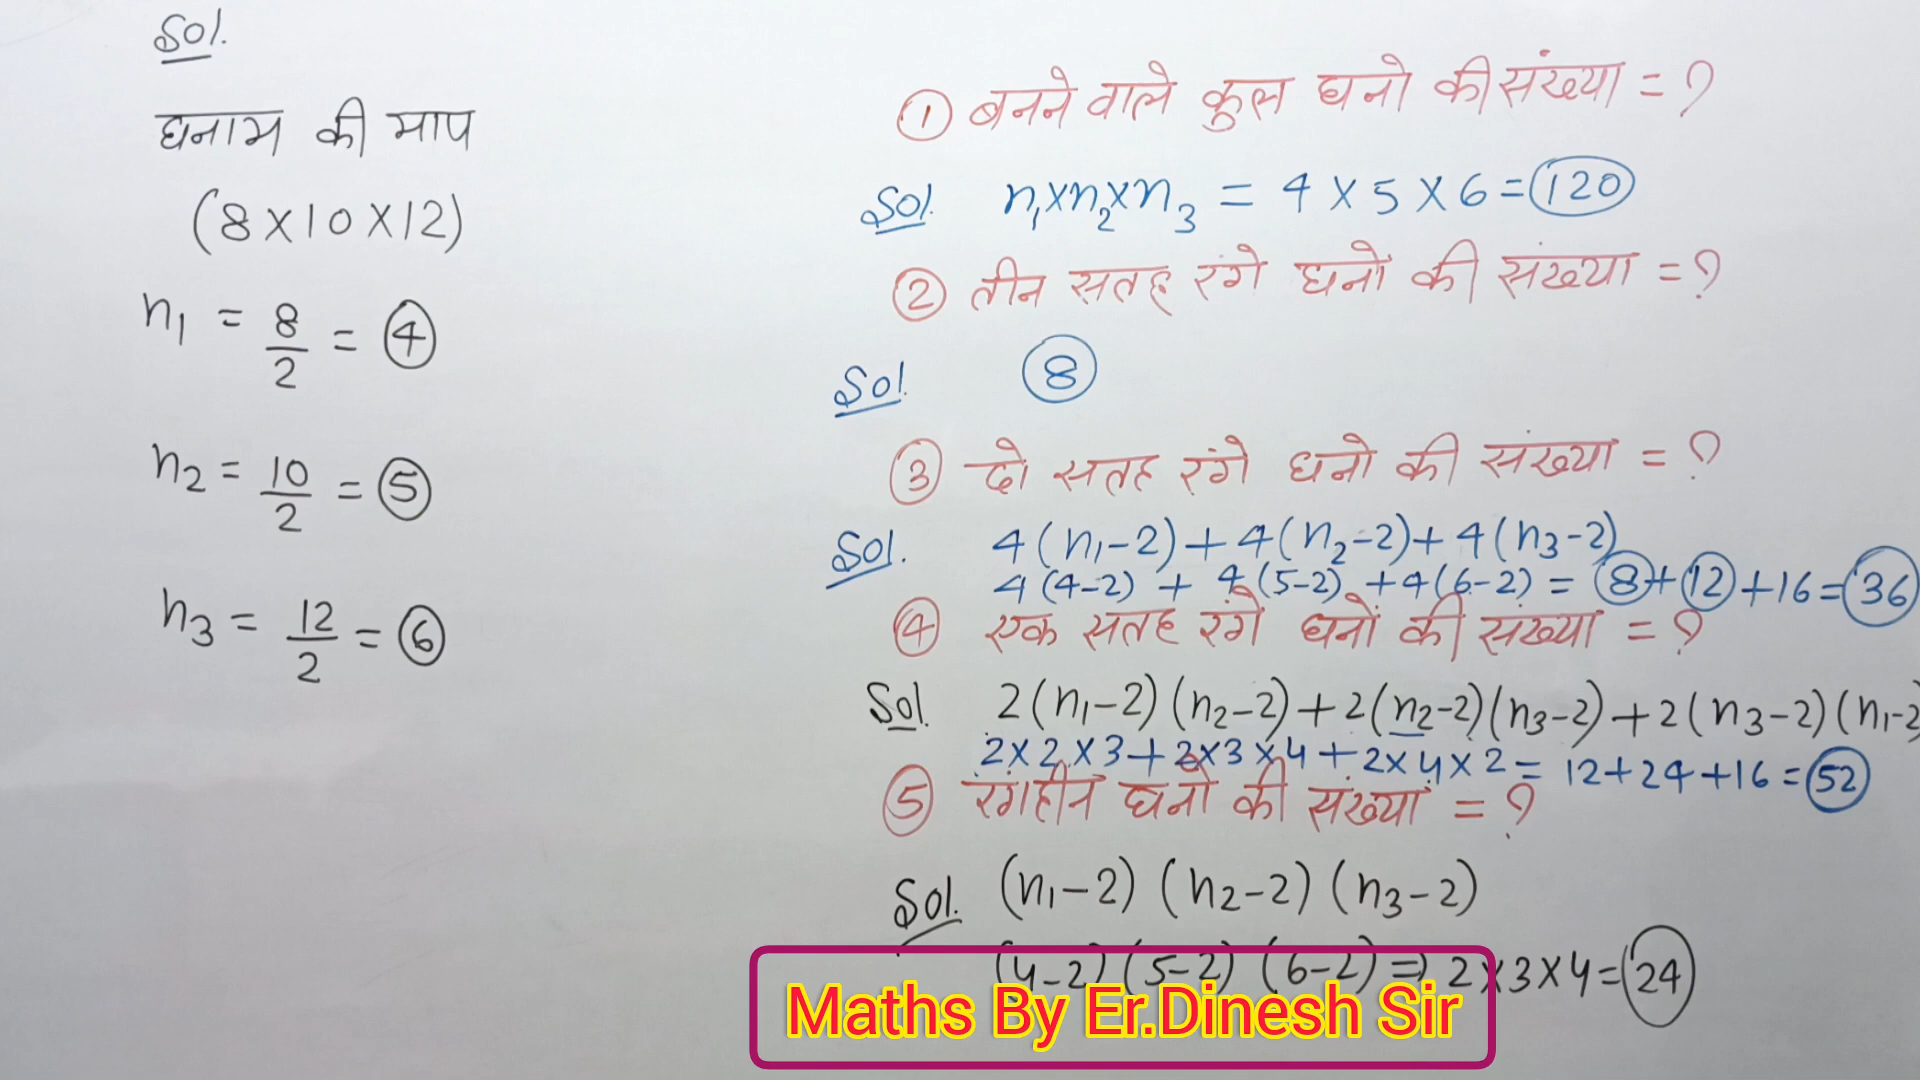 Sol.
घनाभ की माप
(8×10×12)
n₁ = 8/2 = 4
n₂ = 10/2 = 5
n₃ = 12/2 = 6
① बनने वाले कुल घनो की संख्या = ?
Sol. n₁×n₂×n₃ = 4×5×6=120
② तीन सतह रंगे घनों की संख्या = ?
Sol. 8
③ दो सतह रंगे घनो की संख्या = ?
Sol. 4(n₁-2)+4(n₂-2)+4(n₃-2)
4(4-2) + 4(5-2) +4(6-2) = 8+12+16=36
④ एक सतह रंगे घनों की संख्या = ?
Sol. 2(n₁-2)(n₂-2)+2(n₂-2)(n₃-2)+2(n₃-2)(n₁-2
2×2×3+2×3×4+2×4×2= 12+24+16=52
⑤ रंगहीन घनो की संख्या = ?
Sol. (n₁-2)(n₂-2)(n₃-2)
(4-2)(5-2)(6-2)⇒2×3×4=24
Maths By Er.Dinesh Sir